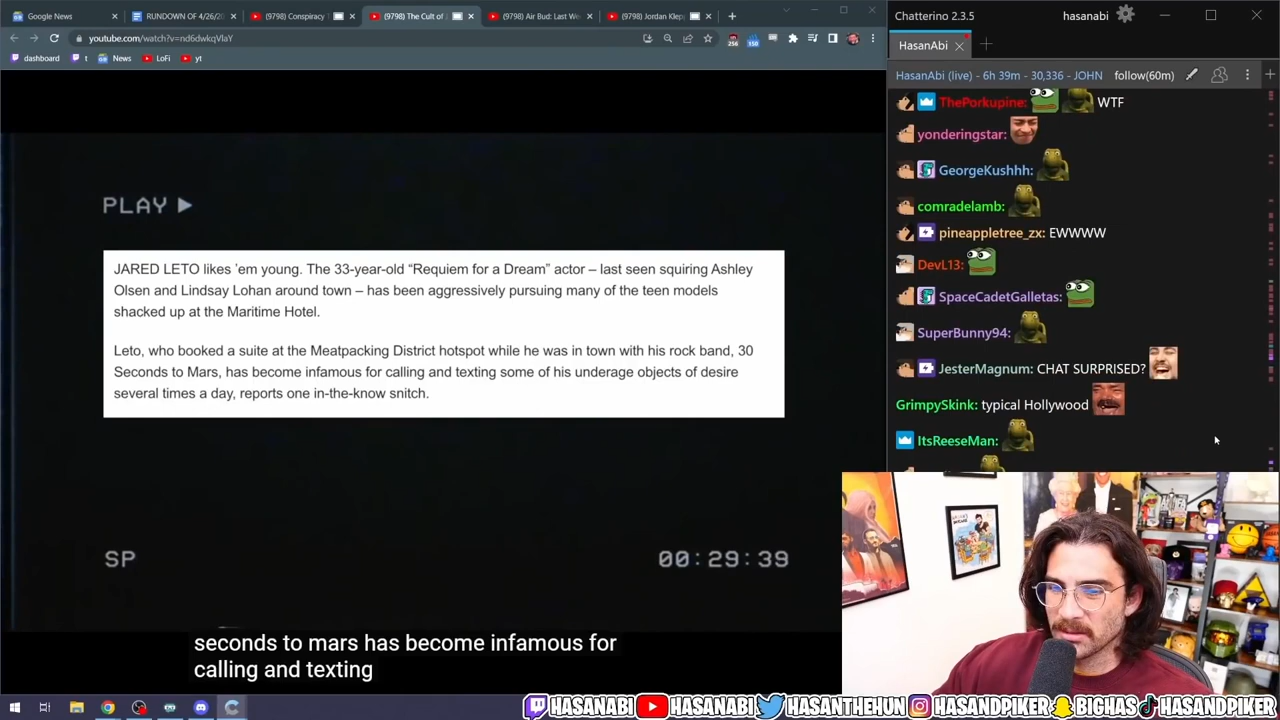 Google News
RUNDOWN OF 4/26/20
(9798) Conspiracy
(9798) The Cult of J
(9798) Air Bud: Last We
(9798) Jordan Klep
youtube.com/watch?v=nd6dwkqVlaY
dashboard
t
News
LoFi
yt
256
150
PLAY
JARED LETO likes 'em young. The 33-year-old “Requiem for a Dream” actor – last seen squiring Ashley
Olsen and Lindsay Lohan around town – has been aggressively pursuing many of the teen models
shacked up at the Maritime Hotel.
Leto, who booked a suite at the Meatpacking District hotspot while he was in town with his rock band, 30
Seconds to Mars, has become infamous for calling and texting some of his underage objects of desire
several times a day, reports one in-the-know snitch.
SP
00:29:39
seconds to mars has become infamous for
calling and texting
Chatterino 2.3.5
hasanabi
HasanAbi
HasanAbi (live) - 6h 39m - 30,336 - JOHN
follow(60m)
ThePorkupine: WTF
yonderingstar:
GeorgeKushhh:
comradelamb:
pineappletree_zx: EWWWW
DevL13:
SpaceCadetGalletas:
SuperBunny94:
JesterMagnum: CHAT SURPRISED?
GrimpySkink: typical Hollywood
ItsReeseMan:
HASANABI
HASANABI
HASANTHEHUN
HASANDPIKER
BIGHAS
HASANDPIKER